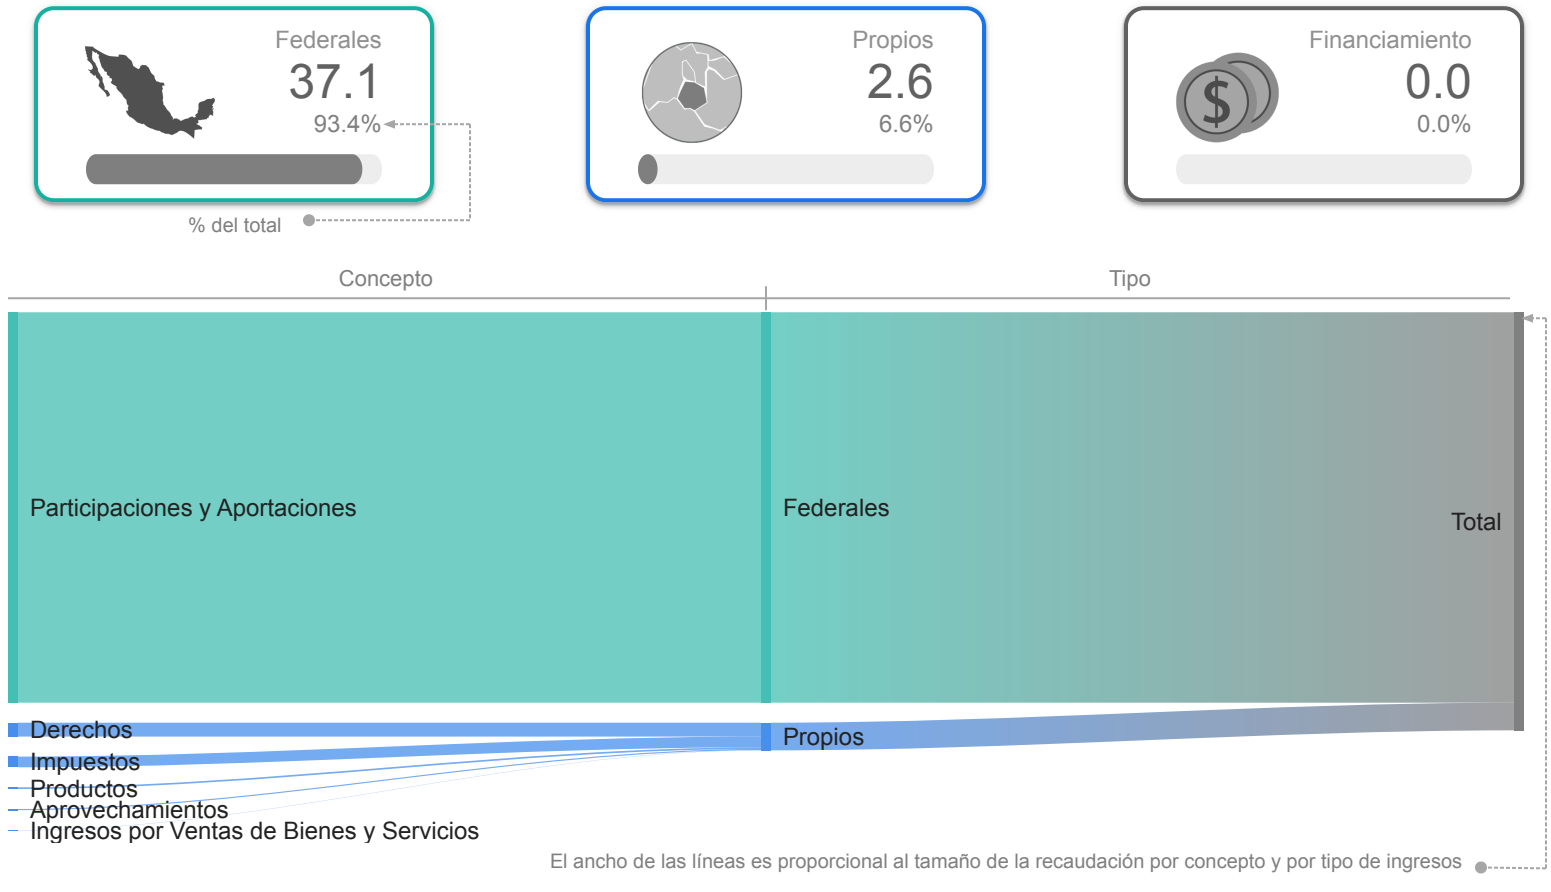 Federales
37.1
93.4%
Propios
2.6
6.6%
Financiamiento
0.0
0.0%
$
% del total
Concepto
Tipo
Participaciones y Aportaciones
Federales
Total
Derechos
Propios
Impuestos
Productos
Aprovechamientos
Ingresos por Ventas de Bienes y Servicios
El ancho de las líneas es proporcional al tamaño de la recaudación por concepto y por tipo de ingresos